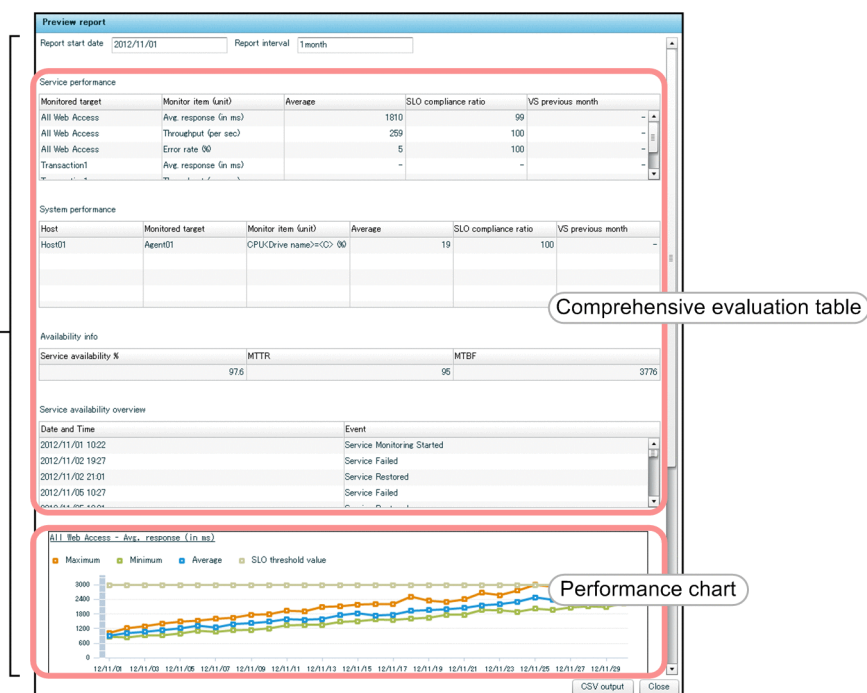 Preview report
Report start date 2012/11/01 Report interval 1month
Service performance
Monitored target Monitor item (unit) Average SLO compliance ratio VS previous month
All Web Access Avg. response (in ms) 1810 99 -
All Web Access Throughput (per sec) 259 100 -
All Web Access Error rate (%) 5 100 -
Transaction1 Avg. response (in ms) - - -
System performance
Host Monitored target Monitor item (unit) Average SLO compliance ratio VS previous month
Host01 Agent01 CPU<Drive name>=<C> (%) 19 100 -
Comprehensive evaluation table
Availability info
Service availability % MTTR MTBF
97.6 95 3776
Service availability overview
Date and Time Event
2012/11/01 10:22 Service Monitoring Started
2012/11/02 19:27 Service Failed
2012/11/02 21:01 Service Restored
2012/11/05 10:27 Service Failed
All Web Access - Avg. response (in ms)
Maximum Minimum Average SLO threshold value
3000
2400
1800
1200
600
0
Performance chart
12/11/01 12/11/03 12/11/05 12/11/07 12/11/09 12/11/11 12/11/13 12/11/15 12/11/17 12/11/19 12/11/21 12/11/23 12/11/25 12/11/27 12/11/29
CSV output Close